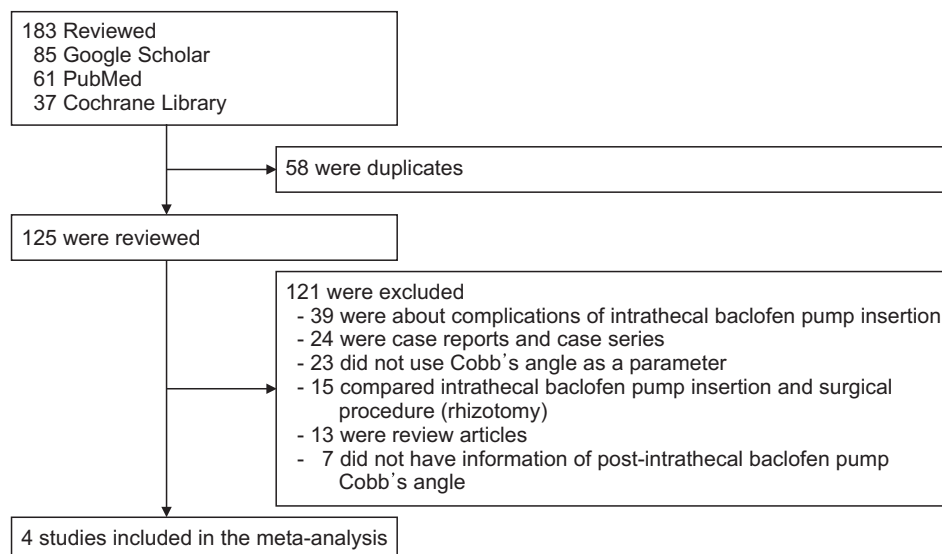 183 Reviewed
85 Google Scholar
61 PubMed
37 Cochrane Library
58 were duplicates
125 were reviewed
121 were excluded
- 39 were about complications of intrathecal baclofen pump insertion
- 24 were case reports and case series
- 23 did not use Cobb's angle as a parameter
- 15 compared intrathecal baclofen pump insertion and surgical
procedure (rhizotomy)
- 13 were review articles
- 7 did not have information of post-intrathecal baclofen pump
Cobb's angle
4 studies included in the meta-analysis